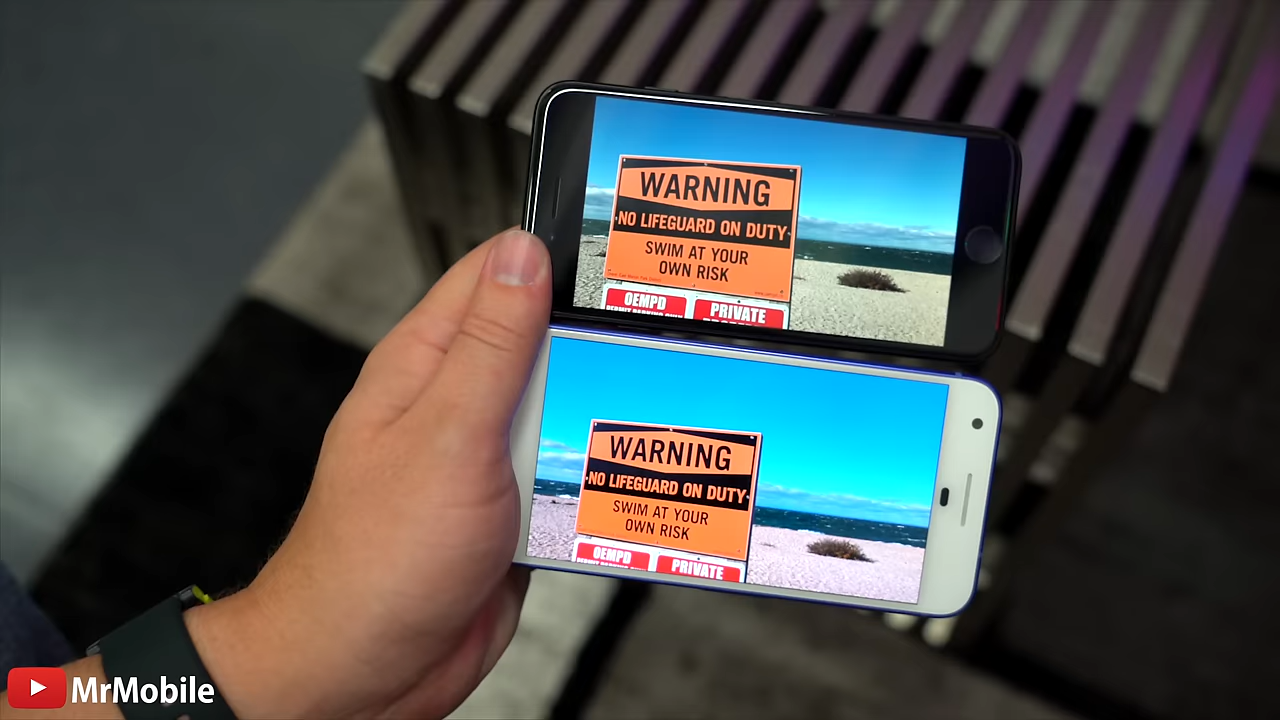 WARNING
NO LIFEGUARD ON DUTY
SWIM AT YOUR
OWN RISK
OEMPD
PRIVATE
WARNING
NO LIFEGUARD ON DUTY
SWIM AT YOUR
OWN RISK
OEMPD
PRIVATE
MrMobile